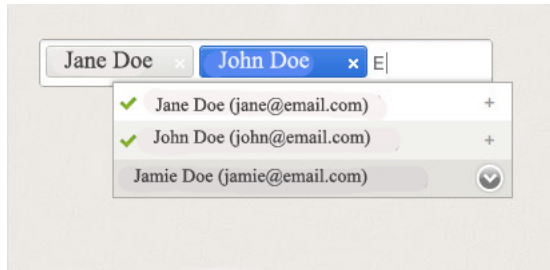 Jane Doe × John Doe × E
Jane Doe (jane@email.com) +
John Doe (john@email.com) +
Jamie Doe (jamie@email.com)